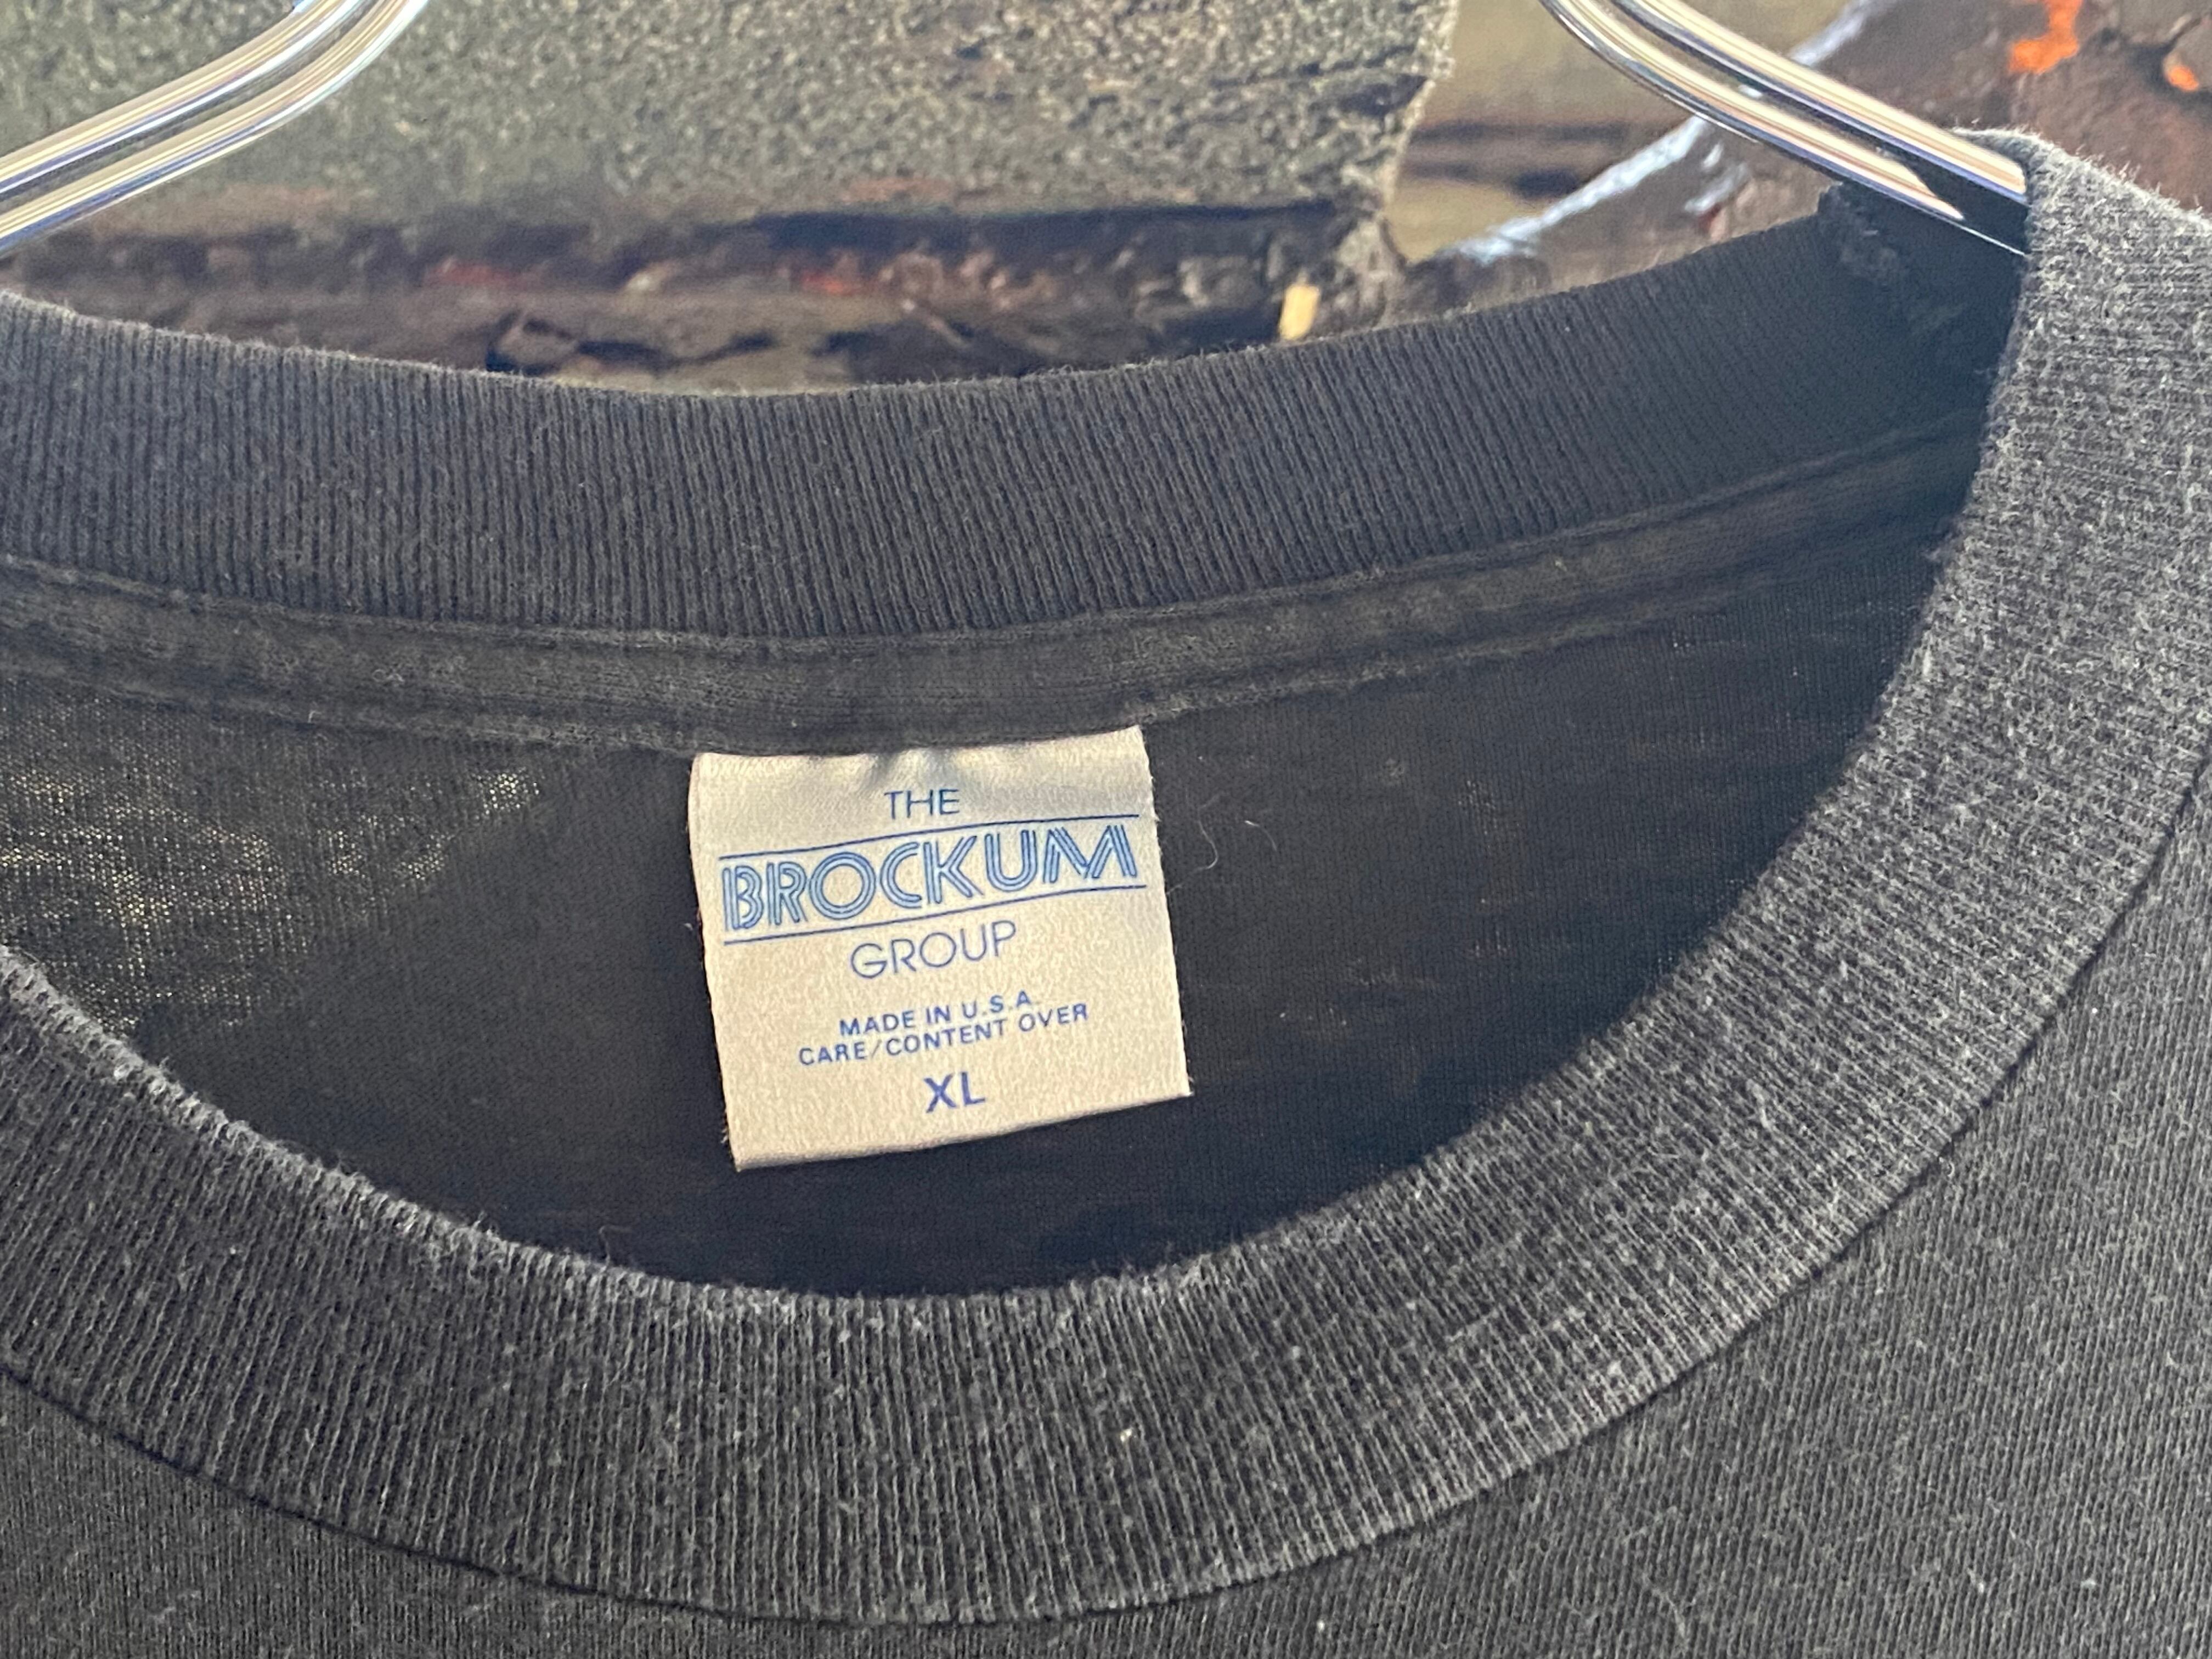 THE
BROCKUM
GROUP
MADE IN U.S.A.
CARE/CONTENT OVER
XL